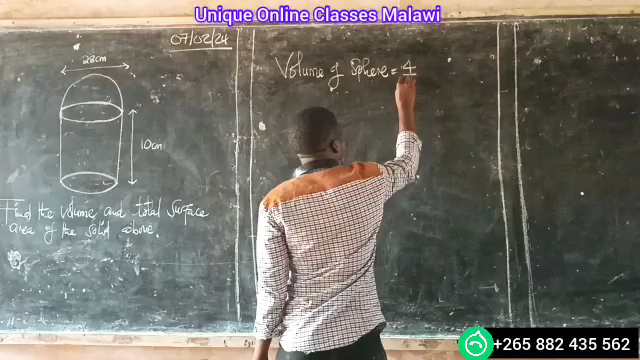 Unique Online Classes Malawi
07/02/24
28cm
10cm
Find the volume and total surface
area of the solid above.
Volume of Sphere = 4
+265 882 435 562